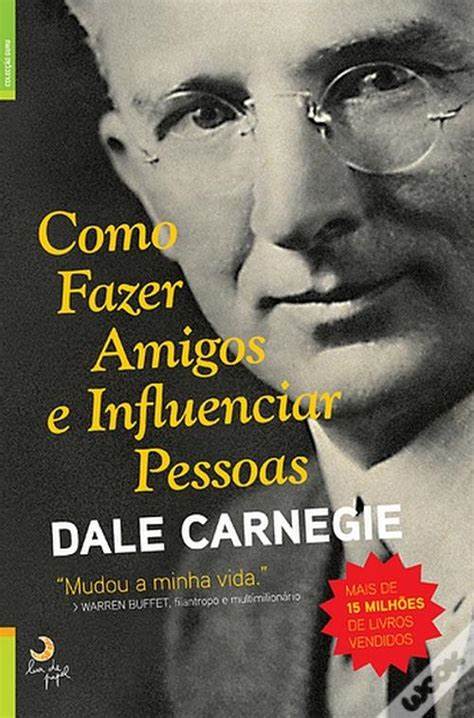 COLECÇÃO GURU
Como
Fazer
Amigos
e Influenciar
Pessoas
DALE CARNEGIE
“Mudou a minha vida.”
> WARREN BUFFET, filantropo e multimilionário
MAIS DE
15 MILHÕES
DE LIVROS
VENDIDOS
lua de
papel
wook